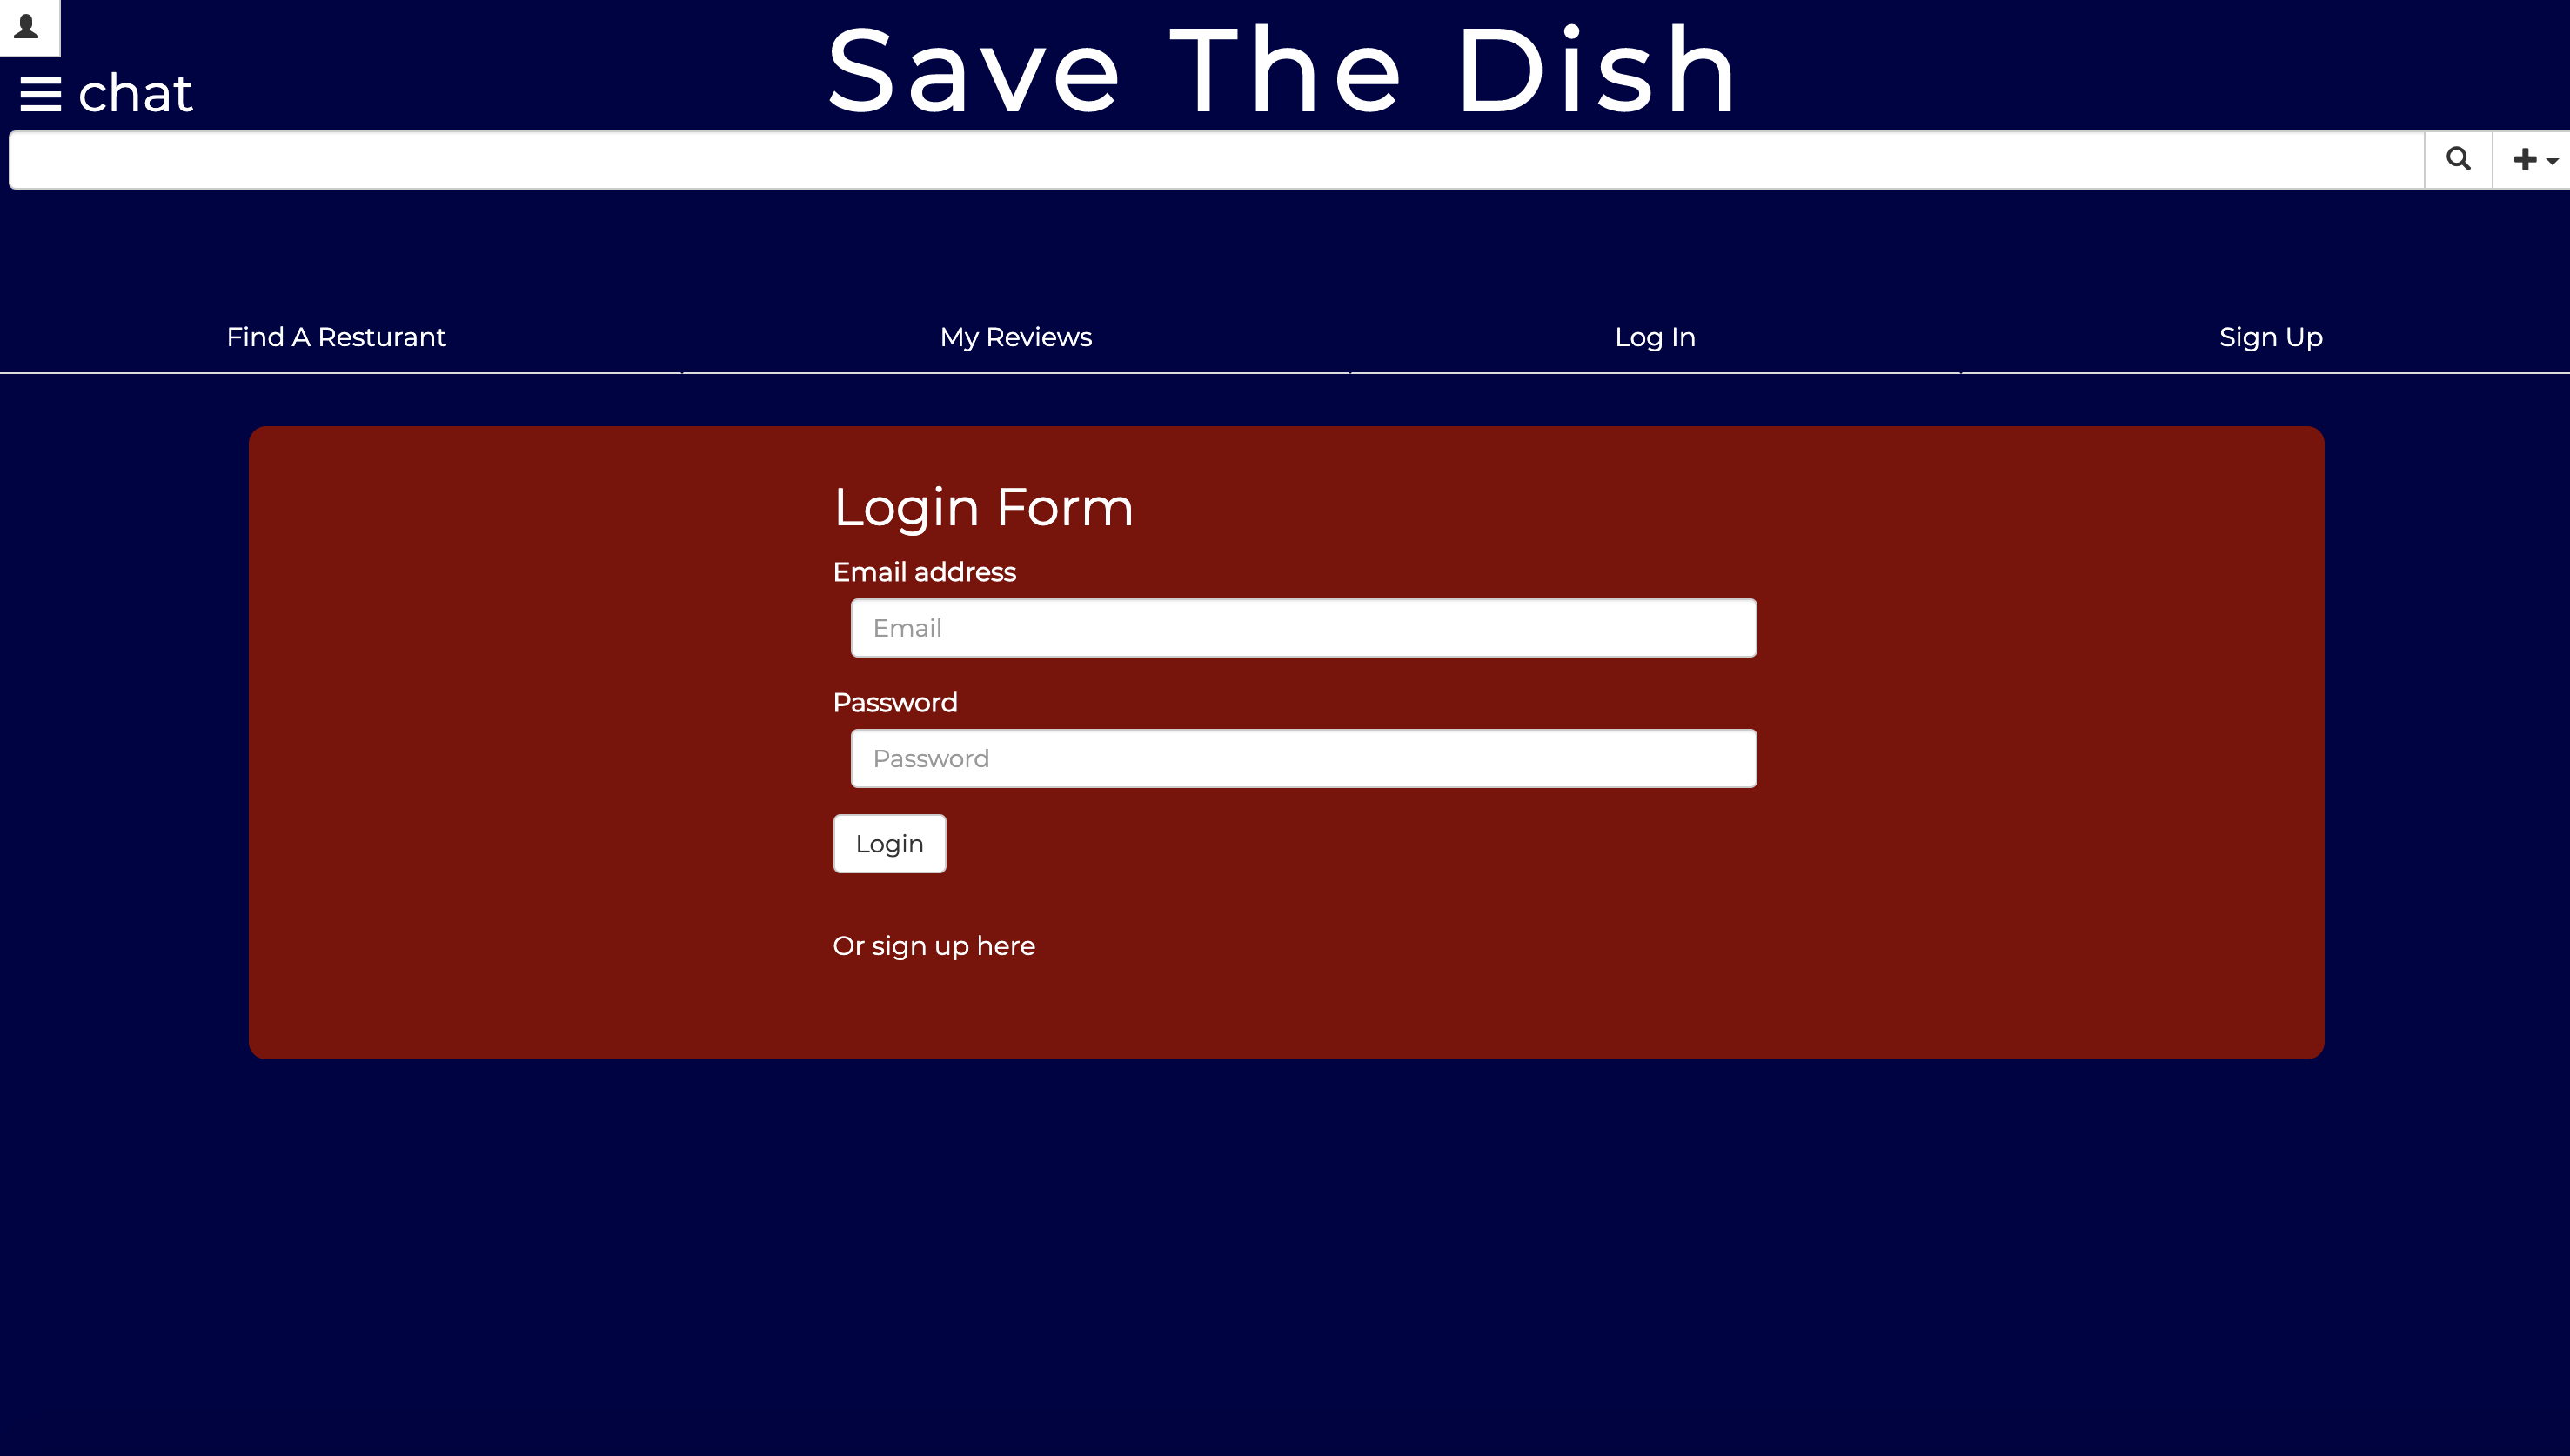 Save The Dish
chat
Find A Resturant
My Reviews
Log In
Sign Up
Login Form
Email address
Email
Password
Password
Login
Or sign up here